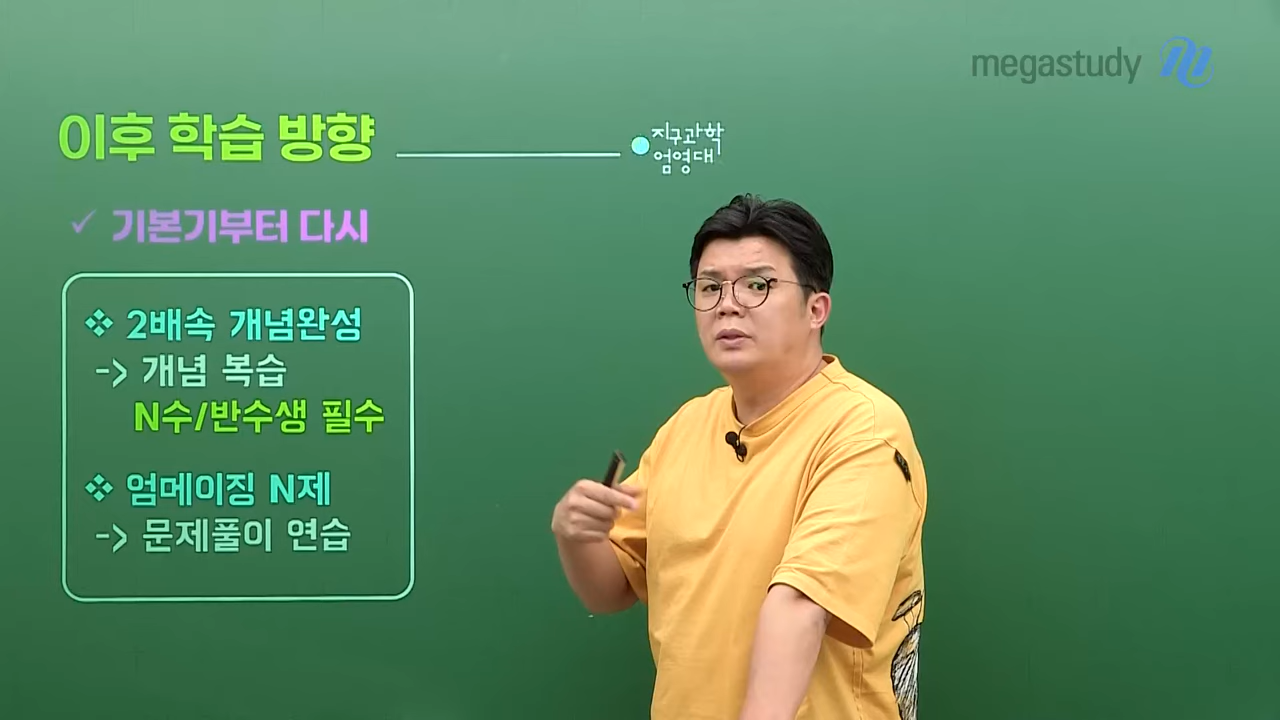 megastudy
이후 학습 방향
지구과학
엄영대
✓ 기본기부터 다시
❖ 2배속 개념완성
-> 개념 복습
N수/반수생 필수
❖ 엄메이징 N제
-> 문제풀이 연습